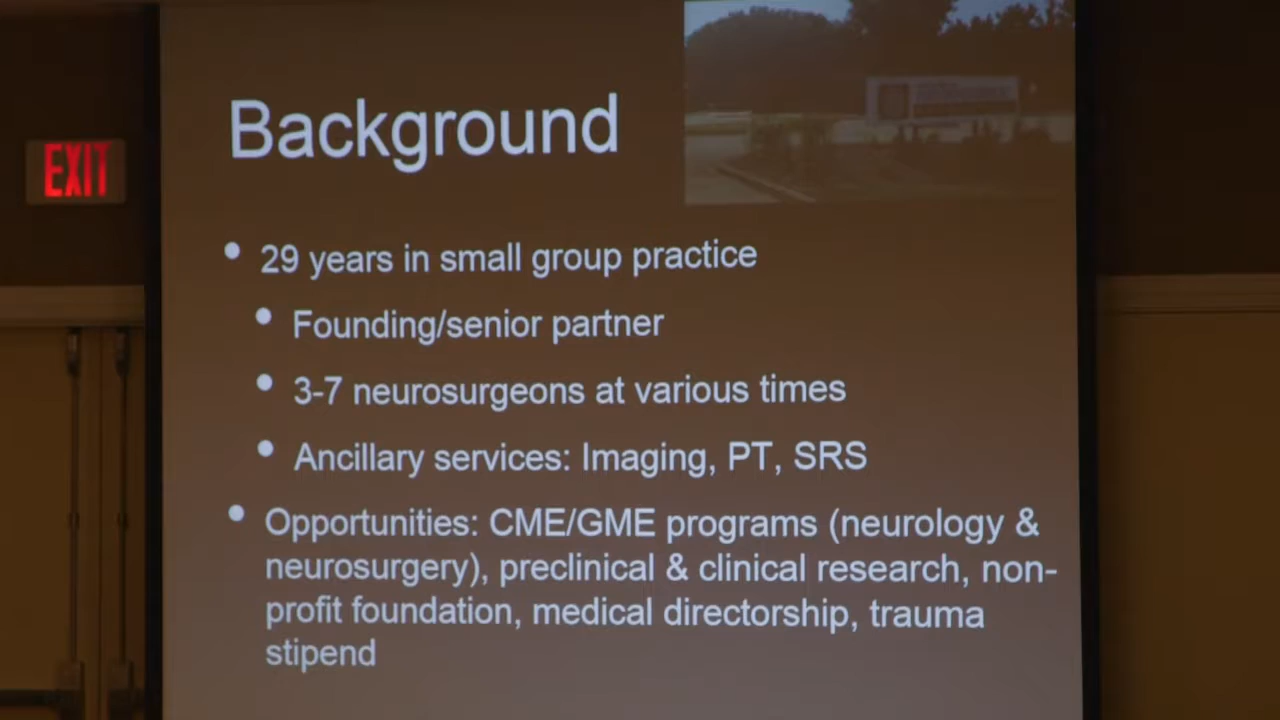 Background
EXIT
• 29 years in small group practice
• Founding/senior partner
• 3-7 neurosurgeons at various times
• Ancillary services: Imaging, PT, SRS
• Opportunities: CME/GME programs (neurology &
neurosurgery), preclinical & clinical research, non-
profit foundation, medical directorship, trauma
stipend